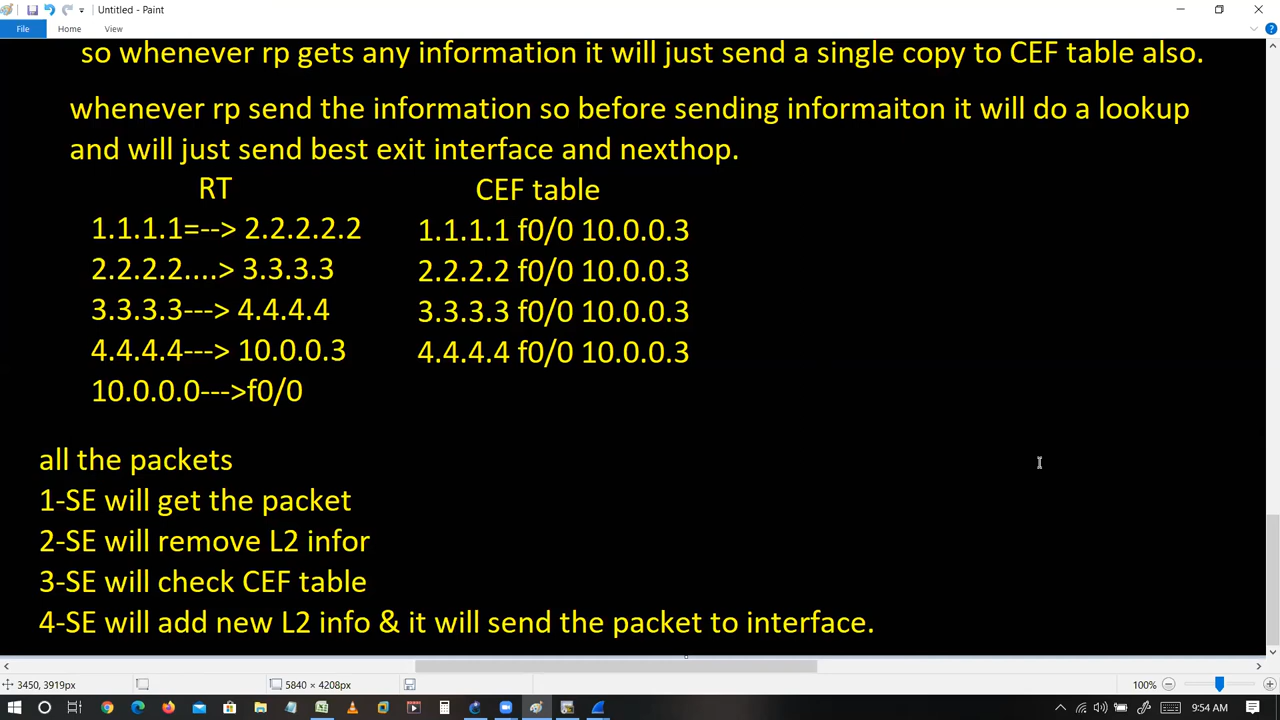 Untitled - Paint
File Home View
so whenever rp gets any information it will just send a single copy to CEF table also.
whenever rp send the information so before sending informaiton it will do a lookup
and will just send best exit interface and nexthop.
RT CEF table
1.1.1.1=--> 2.2.2.2.2 1.1.1.1 f0/0 10.0.0.3
2.2.2.2....> 3.3.3.3 2.2.2.2 f0/0 10.0.0.3
3.3.3.3---> 4.4.4.4 3.3.3.3 f0/0 10.0.0.3
4.4.4.4---> 10.0.0.3 4.4.4.4 f0/0 10.0.0.3
10.0.0.0--->f0/0
all the packets
1-SE will get the packet
2-SE will remove L2 infor
3-SE will check CEF table
4-SE will add new L2 info & it will send the packet to interface.
3450, 3919px 5840 × 4208px 100%
9:54 AM